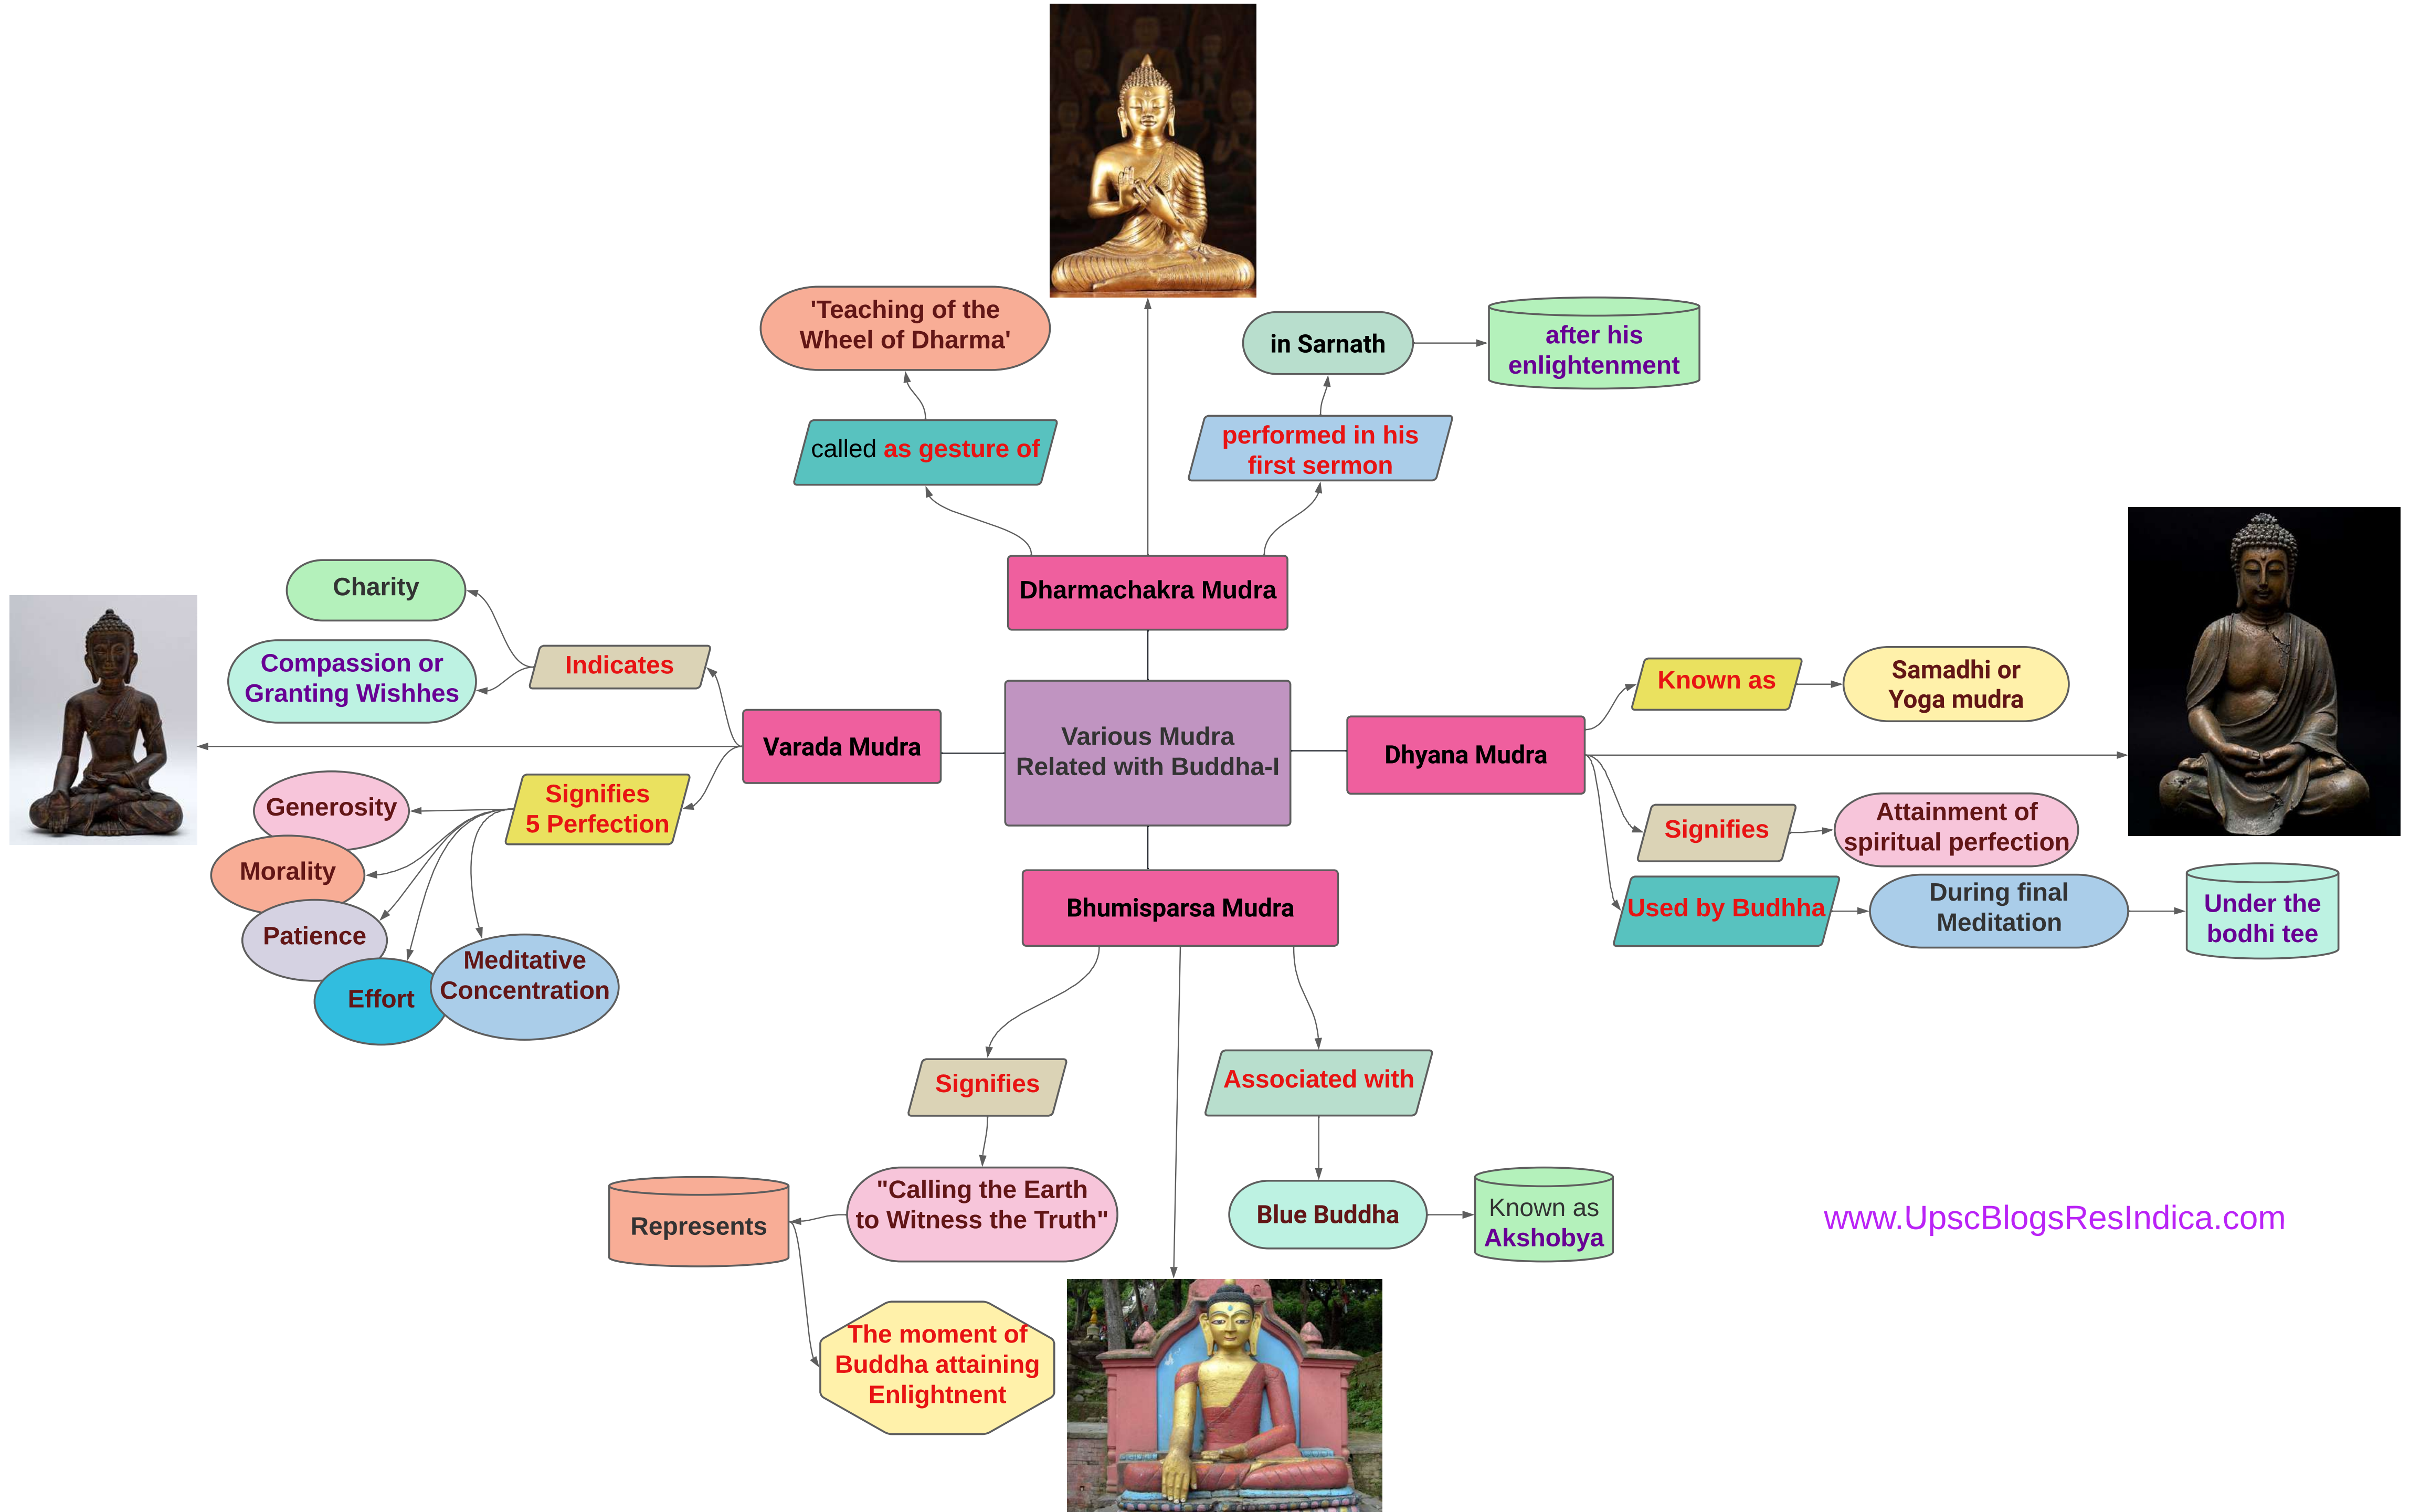 'Teaching of the
Wheel of Dharma'
called as gesture of
in Sarnath
after his
enlightenment
performed in his
first sermon
Dharmachakra Mudra
Charity
Compassion or
Granting Wishhes
Indicates
Varada Mudra
Signifies
5 Perfection
Generosity
Morality
Patience
Effort
Meditative
Concentration
Various Mudra
Related with Buddha-I
Dhyana Mudra
Known as
Samadhi or
Yoga mudra
Signifies
Attainment of
spiritual perfection
Used by Budhha
During final
Meditation
Under the
bodhi tee
Bhumisparsa Mudra
Signifies
"Calling the Earth
to Witness the Truth"
Represents
The moment of
Buddha attaining
Enlightnent
Associated with
Blue Buddha
Known as
Akshobya
www.UpscBlogsResIndica.com